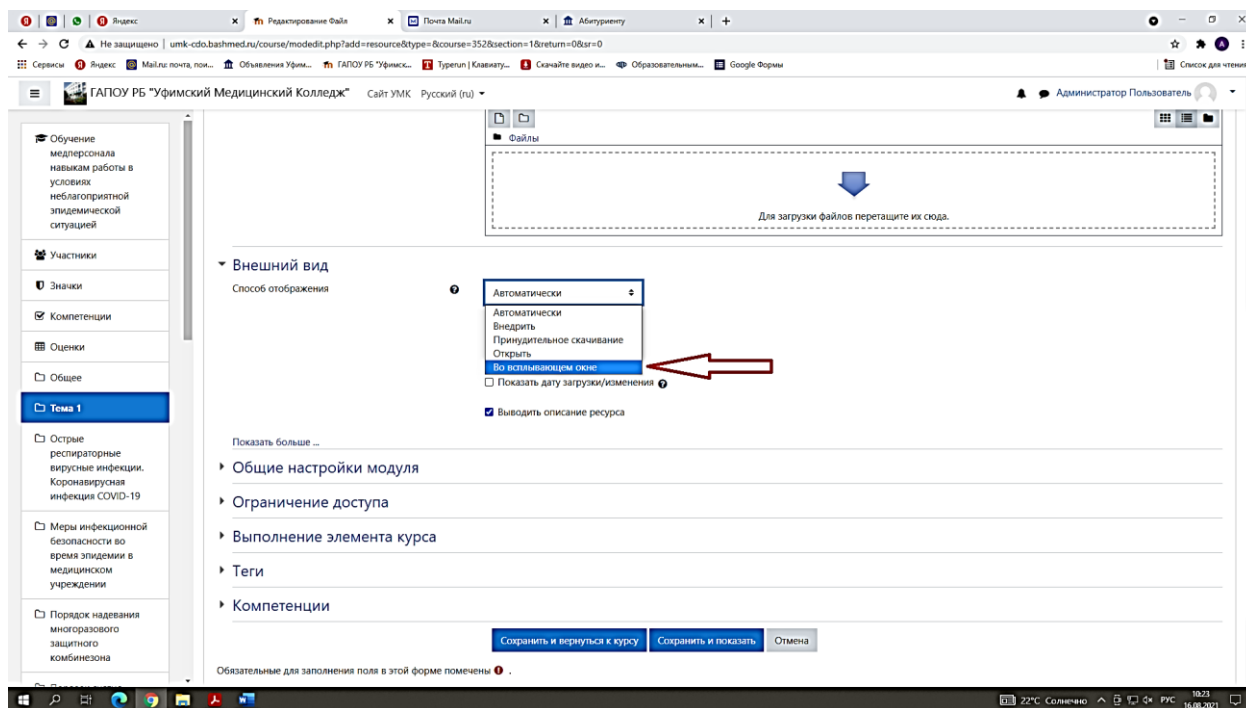 Яндекс
Редактирование Файл
Почта Mail.ru
Абитуриенту
Не защищено | umk-cdo.bashmed.ru/course/modedit.php?add=resource&type=&course=352&section=1&return=0&sr=0
Сервисы
Яндекс
Mail.ru: почта, пои...
Объявления Уфим...
ГАПОУ РБ "Уфимск...
Typerun | Клавиату...
Скачайте видео и...
Образовательным...
Google Формы
Список для чтения
ГАПОУ РБ "Уфимский Медицинский Колледж"
Сайт УМК
Русский (ru)
Администратор Пользователь
Обучение
медперсонала
навыкам работы в
условиях
неблагоприятной
эпидемической
ситуацией
Участники
Значки
Компетенции
Оценки
Общее
Тема 1
Острые
респираторные
вирусные инфекции.
Коронавирусная
инфекция COVID-19
Меры инфекционной
безопасности во
время эпидемии в
медицинском
учреждении
Порядок надевания
многоразового
защитного
комбинезона
Файлы
Для загрузки файлов перетащите их сюда.
Внешний вид
Способ отображения
Автоматически
Автоматически
Внедрить
Принудительное скачивание
Открыть
Во всплывающем окне
Показать дату загрузки/изменения
Выводить описание ресурса
Показать больше ...
Общие настройки модуля
Ограничение доступа
Выполнение элемента курса
Теги
Компетенции
Сохранить и вернуться к курсу
Сохранить и показать
Отмена
Обязательные для заполнения поля в этой форме помечены .
22°C Солнечно
РУС
10:23
16.08.2021